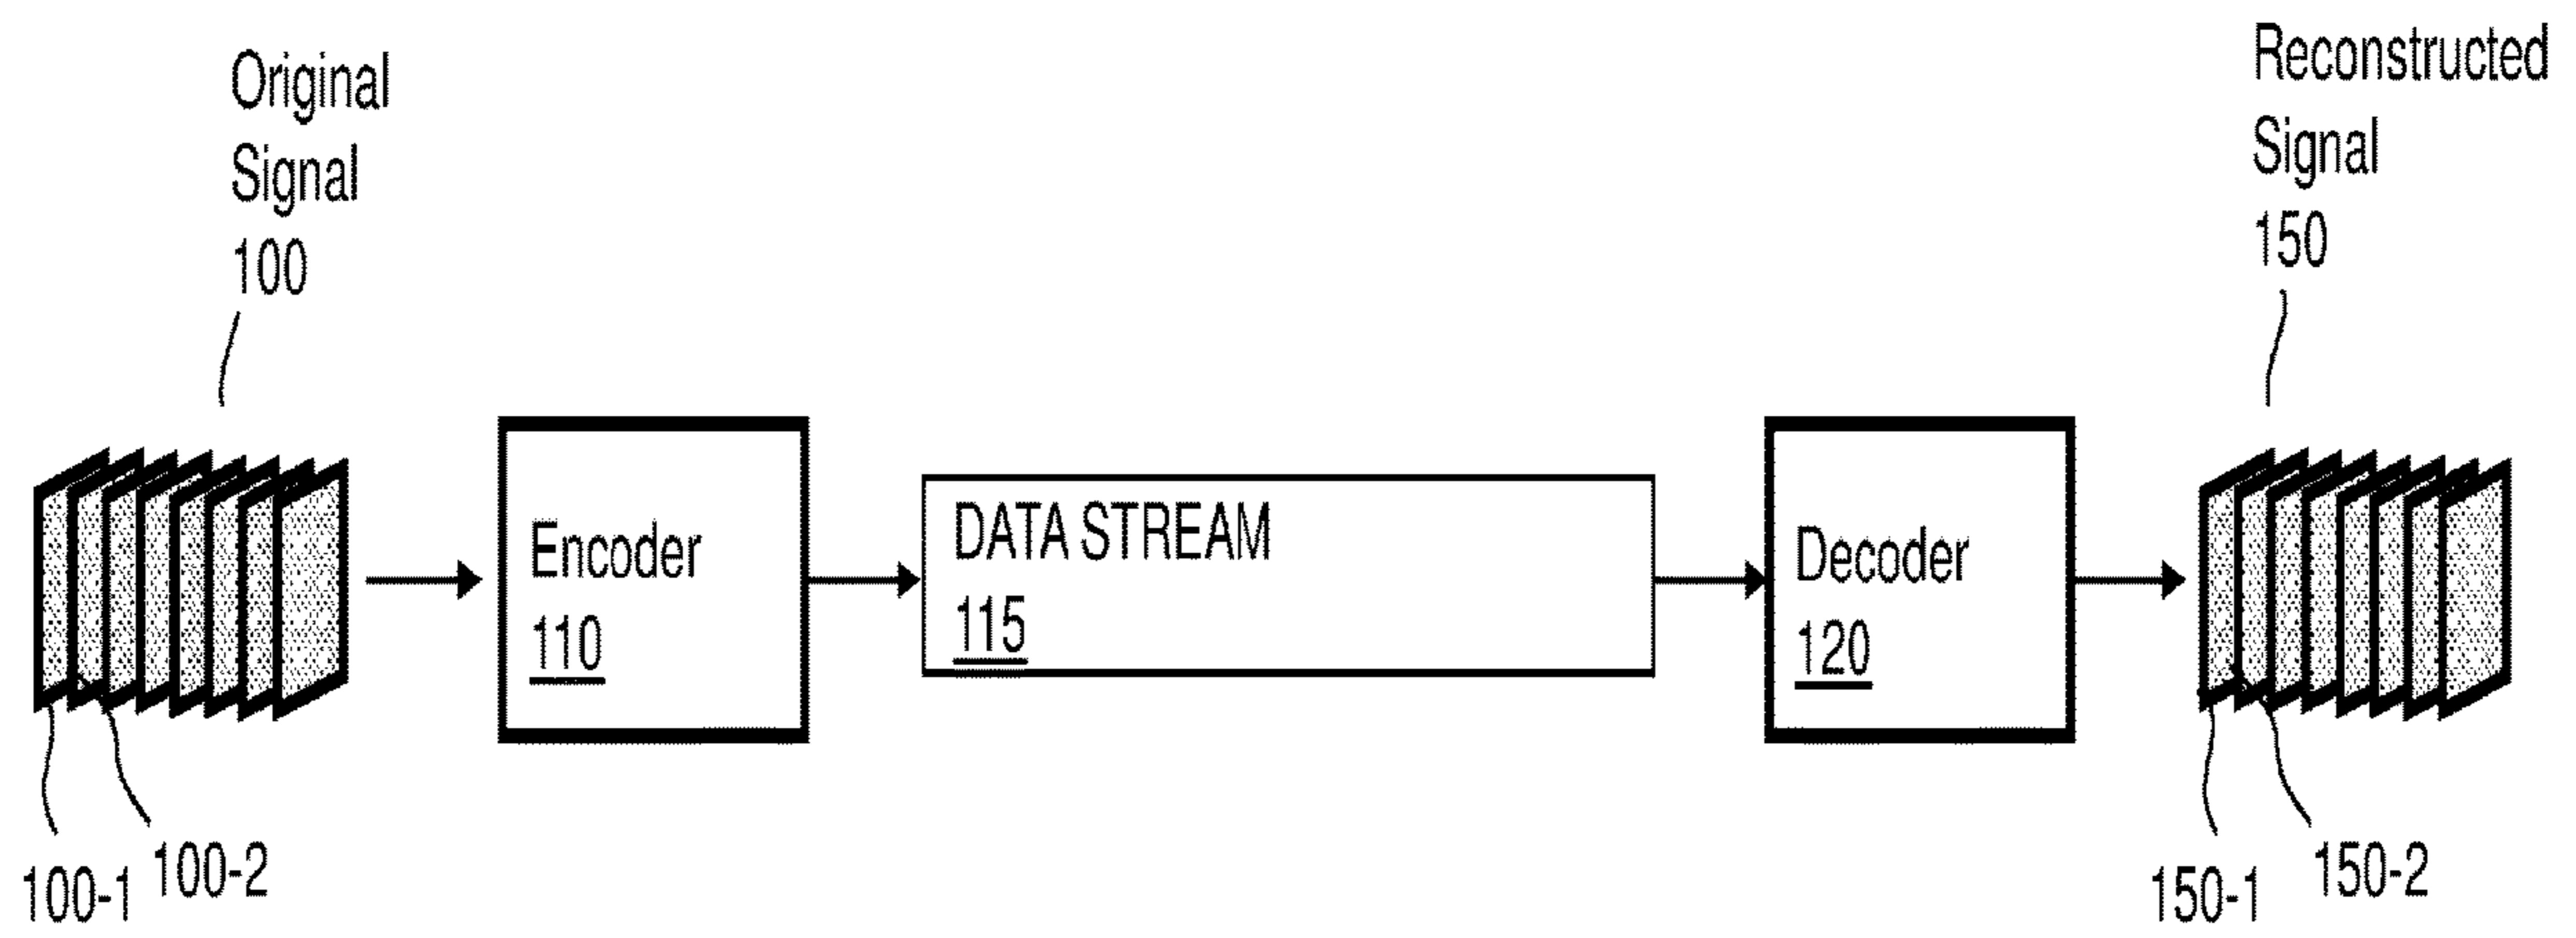 Original
Signal
100
Reconstructed
Signal
150
Encoder
110
DATA STREAM
115
Decoder
120
100-1
100-2
150-1
150-2